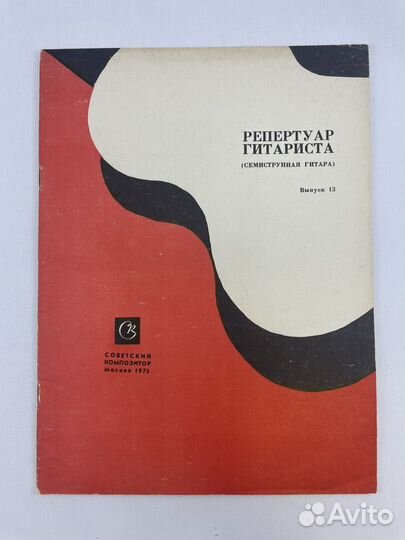 РЕПЕРТУАР
ГИТАРИСТА
(СЕМИСТРУННАЯ ГИТАРА)
Выпуск 13
СК
СОВЕТСКИЙ
КОМПОЗИТОР
Москва 1975
Avito